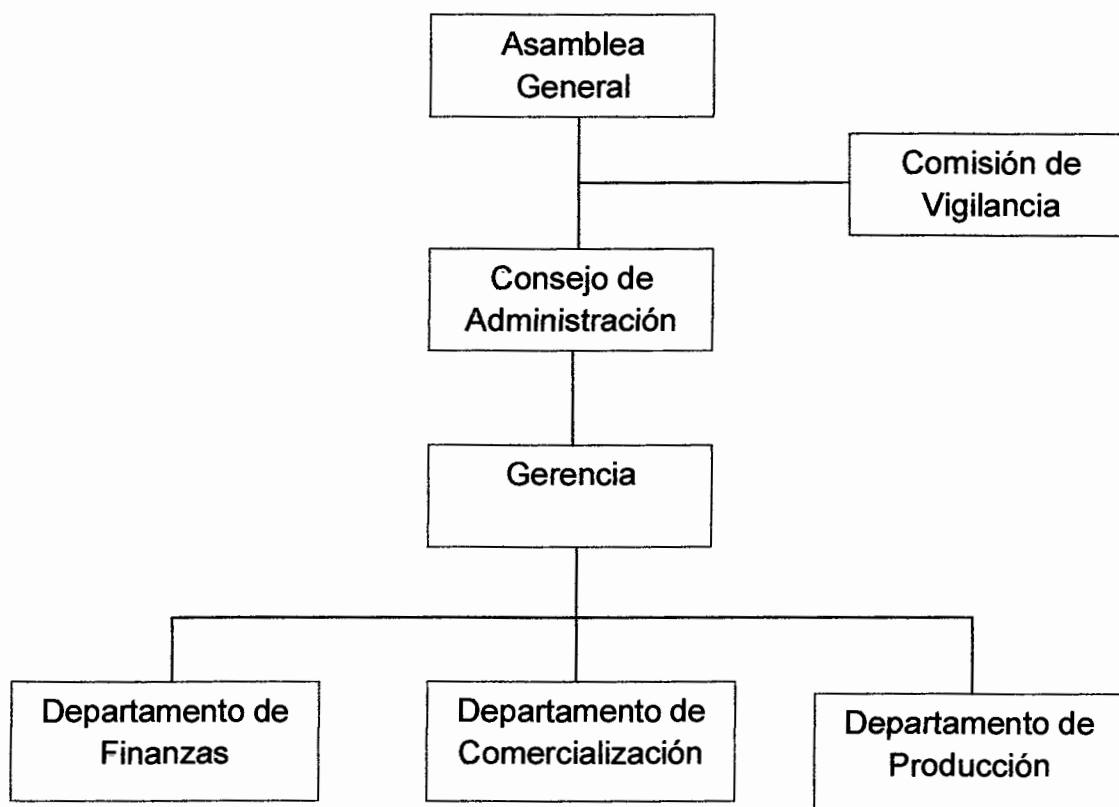 Asamblea
General
Comisión de
Vigilancia
Consejo de
Administración
Gerencia
Departamento de
Finanzas
Departamento de
Comercialización
Departamento de
Producción